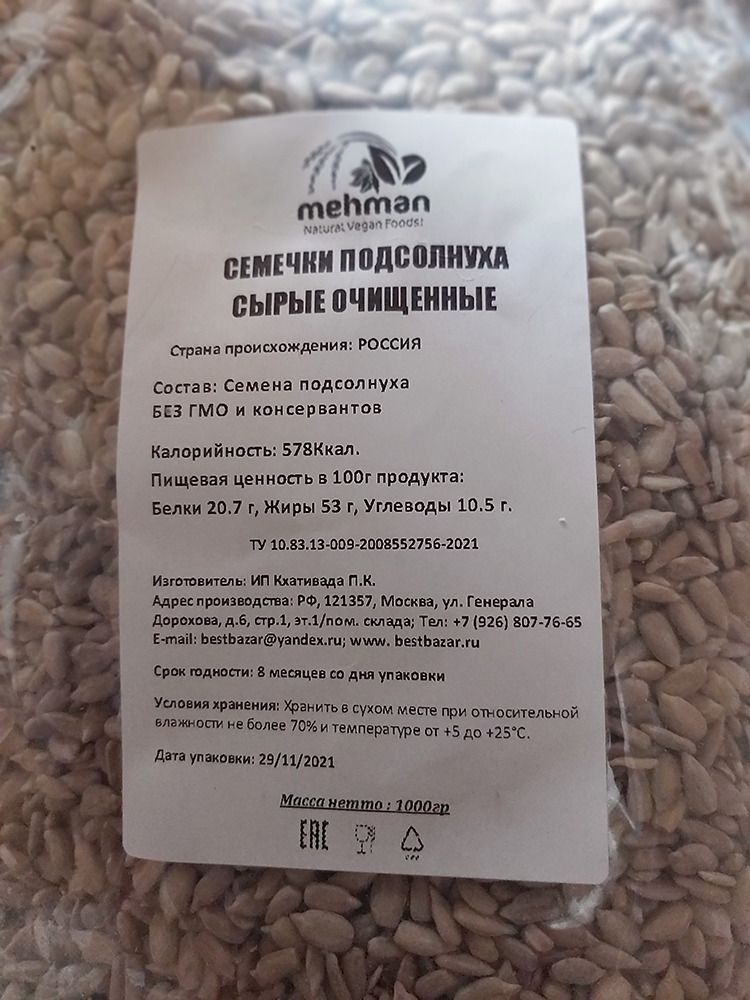 mehman
Natural Vegan Foods!
СЕМЕЧКИ ПОДСОЛНУХА
СЫРЫЕ ОЧИЩЕННЫЕ
Страна происхождения: РОССИЯ
Состав: Семена подсолнуха
БЕЗ ГМО и консервантов
Калорийность: 578Ккал.
Пищевая ценность в 100г продукта:
Белки 20.7 г, Жиры 53 г, Углеводы 10.5 г.
ТУ 10.83.13-009-2008552756-2021
Изготовитель: ИП Кхативада П.К.
Адрес производства: РФ, 121357, Москва, ул. Генерала
Дорохова, д.6, стр.1, эт.1/пом. склада; Тел: +7 (926) 807-76-65
E-mail: bestbazar@yandex.ru; www. bestbazar.ru
Срок годности: 8 месяцев со дня упаковки
Условия хранения: Хранить в сухом месте при относительной
влажности не более 70% и температуре от +5 до +25°С.
Дата упаковки: 29/11/2021
Масса нетто : 1000гр
EAC